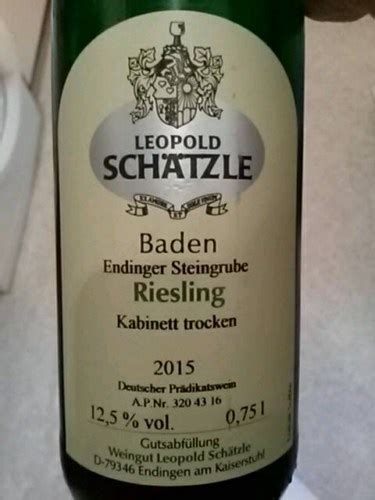 LEOPOLD
SCHÄTZLE
ET
Baden
Endinger Steingrube
Riesling
Kabinett trocken
2015
Deutscher Prädikatswein
A.P.Nr. 320 43 16
12,5 % vol. 0,75 l
Gutsabfüllung
Weingut Leopold Schätzle
D-79346 Endingen am Kaiserstuhl